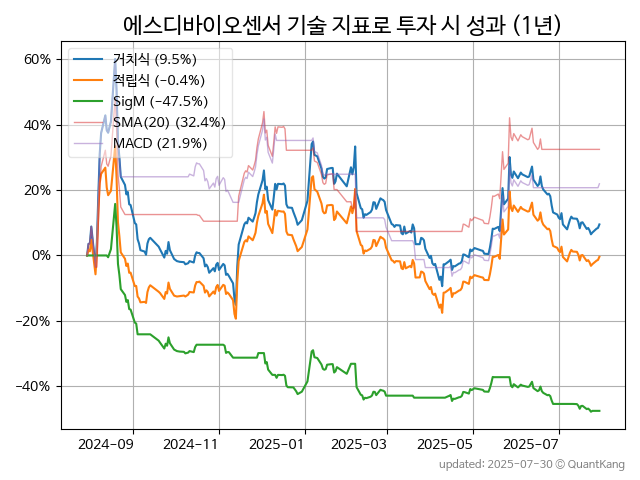 에스디바이오센서 기술 지표로 투자 시 성과 (1년)
60%
40%
20%
0%
−20%
−40%
거치식 (9.5%)
적립식 (−0.4%)
SigM (−47.5%)
SMA(20) (32.4%)
MACD (21.9%)
2024-09
2024-11
2025-01
2025-03
2025-05
2025-07
updated: 2025-07-30 © QuantKang